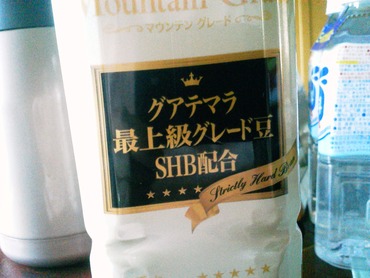 Mountain
マウンテン グレード
グアテマラ
最上級グレード豆
SHB配合
Strictly Hard